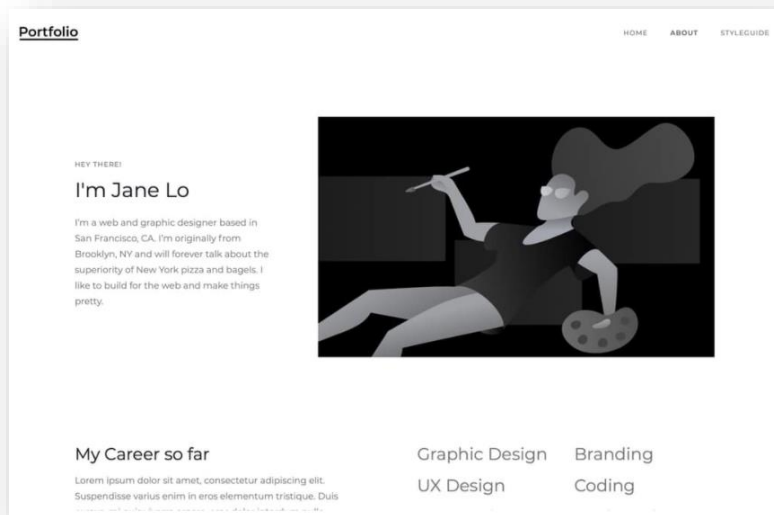 Portfolio
HOME ABOUT STYLEGUIDE
HEY THERE!
I'm Jane Lo
I'm a web and graphic designer based in
San Francisco, CA. I'm originally from
Brooklyn, NY and will forever talk about the
superiority of New York pizza and bagels. I
like to build for the web and make things
pretty.
My Career so far
Lorem ipsum dolor sit amet, consectetur adipiscing elit.
Suspendisse varius enim in eros elementum tristique. Duis
Graphic Design Branding
UX Design Coding